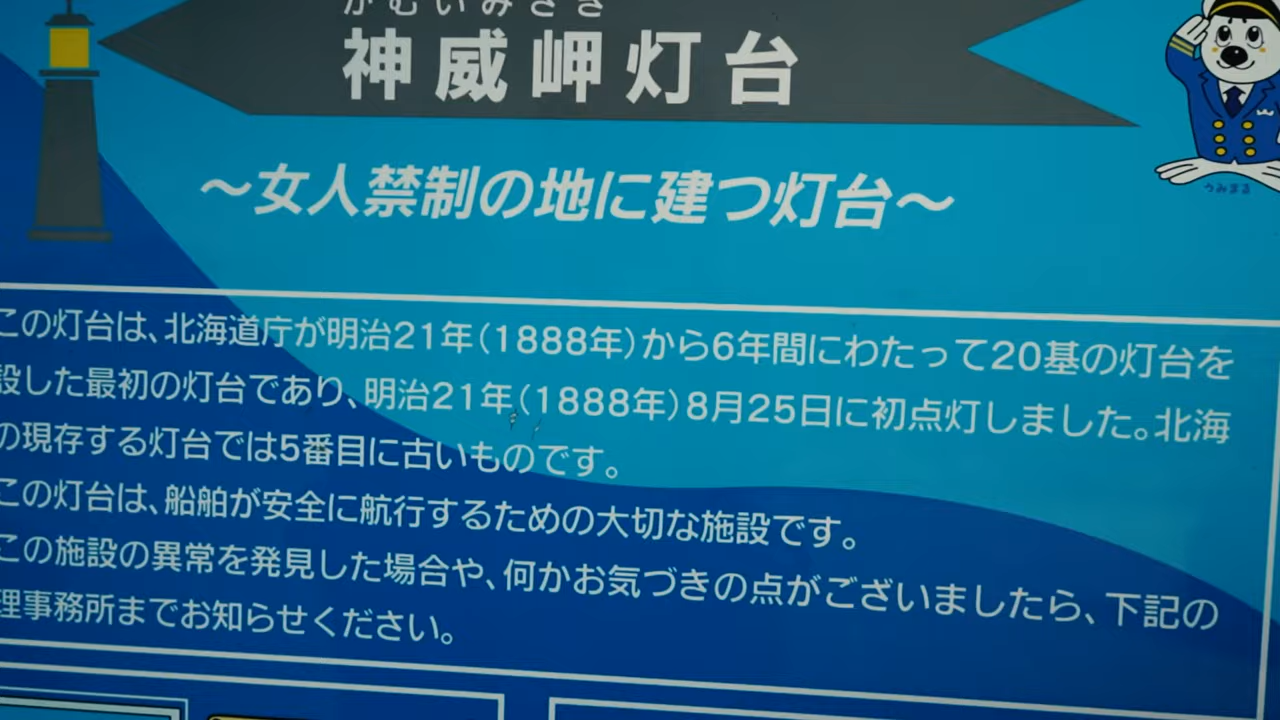 かむいみさき
神威岬灯台
～女人禁制の地に建つ灯台～
うみまる
この灯台は、北海道庁が明治21年(1888年)から6年間にわたって20基の灯台を
設した最初の灯台であり、明治21年(1888年)8月25日に初点灯しました。北海
の現存する灯台では5番目に古いものです。
この灯台は、船舶が安全に航行するための大切な施設です。
この施設の異常を発見した場合や、何かお気づきの点がございましたら、下記の
理事務所までお知らせください。